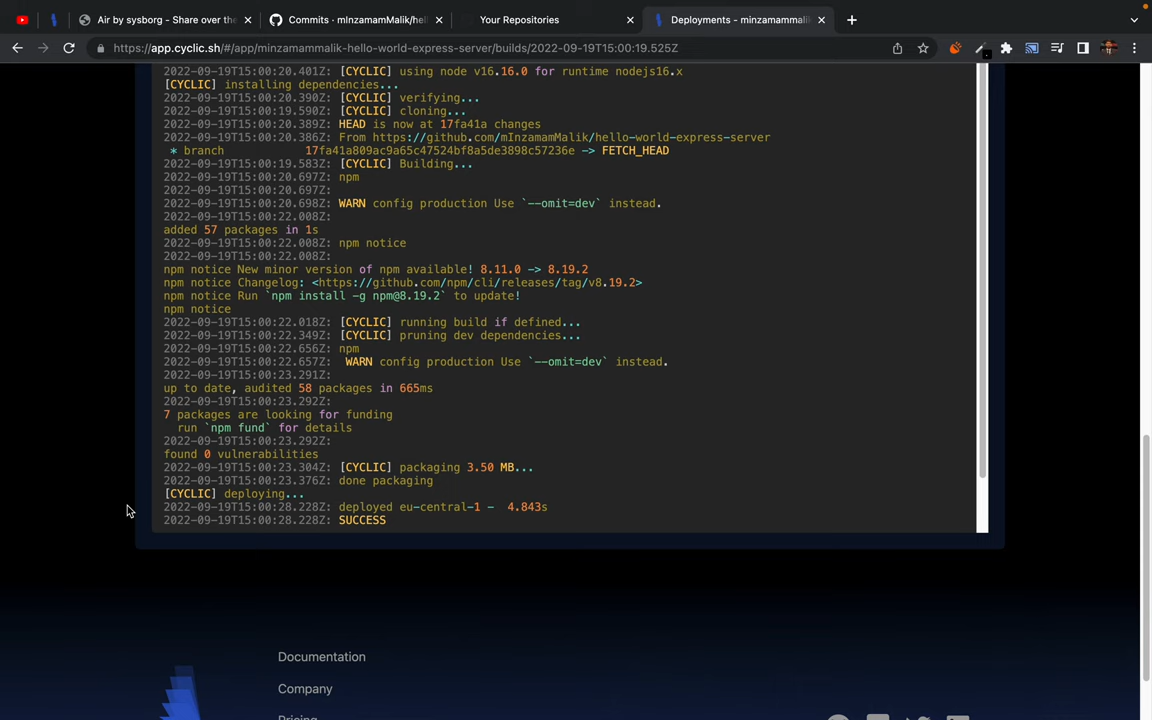 Air by sysborg - Share over the
Commits · mInzamamMalik/hel
Your Repositories
Deployments - minzamammali
https://app.cyclic.sh/#/app/minzamammalik-hello-world-express-server/builds/2022-09-19T15:00:19.525Z
2022-09-19T15:00:20.401Z: [CYCLIC] using node v16.16.0 for runtime nodejs16.x
[CYCLIC] installing dependencies...
2022-09-19T15:00:20.390Z: [CYCLIC] verifying...
2022-09-19T15:00:19.590Z: [CYCLIC] cloning...
2022-09-19T15:00:20.389Z: HEAD is now at 17fa41a changes
2022-09-19T15:00:20.386Z: From https://github.com/mInzamamMalik/hello-world-express-server
* branch 17fa41a809ac9a65c47524bf8a5de3898c57236e -> FETCH_HEAD
2022-09-19T15:00:19.583Z: [CYCLIC] Building...
2022-09-19T15:00:20.697Z: npm
2022-09-19T15:00:20.697Z:
2022-09-19T15:00:20.698Z: WARN config production Use `--omit=dev` instead.
2022-09-19T15:00:22.008Z:
added 57 packages in 1s
2022-09-19T15:00:22.008Z: npm notice
2022-09-19T15:00:22.008Z:
npm notice New minor version of npm available! 8.11.0 -> 8.19.2
npm notice Changelog: <https://github.com/npm/cli/releases/tag/v8.19.2>
npm notice Run `npm install -g npm@8.19.2` to update!
npm notice
2022-09-19T15:00:22.018Z: [CYCLIC] running build if defined...
2022-09-19T15:00:22.349Z: [CYCLIC] pruning dev dependencies...
2022-09-19T15:00:22.656Z: npm
2022-09-19T15:00:22.657Z: WARN config production Use `--omit=dev` instead.
2022-09-19T15:00:23.291Z:
up to date, audited 58 packages in 665ms
2022-09-19T15:00:23.292Z:
7 packages are looking for funding
run `npm fund` for details
2022-09-19T15:00:23.292Z:
found 0 vulnerabilities
2022-09-19T15:00:23.304Z: [CYCLIC] packaging 3.50 MB...
2022-09-19T15:00:23.376Z: done packaging
[CYCLIC] deploying...
2022-09-19T15:00:28.228Z: deployed eu-central-1 - 4.843s
2022-09-19T15:00:28.228Z: SUCCESS
Documentation
Company
Pricing